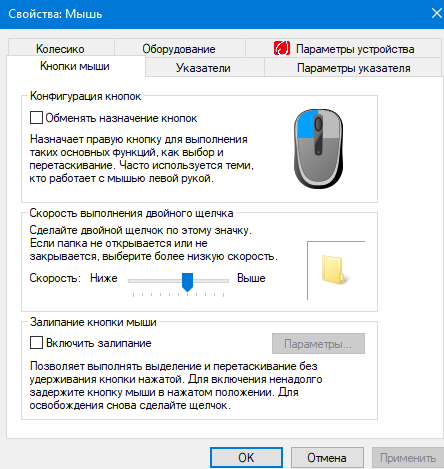 Свойства: Мышь
Колесико Оборудование Параметры устройства
Кнопки мыши Указатели Параметры указателя
Конфигурация кнопок
Обменять назначение кнопок
Назначает правую кнопку для выполнения
таких основных функций, как выбор и
перетаскивание. Часто используется теми,
кто работает с мышью левой рукой.
Скорость выполнения двойного щелчка
Сделайте двойной щелчок по этому значку.
Если папка не открывается или не
закрывается, выберите более низкую скорость.
Скорость: Ниже Выше
Залипание кнопки мыши
Включить залипание Параметры...
Позволяет выполнять выделение и перетаскивание без
удерживания кнопки нажатой. Для включения ненадолго
задержите кнопку мыши в нажатом положении. Для
освобождения снова сделайте щелчок.
OK Отмена Применить